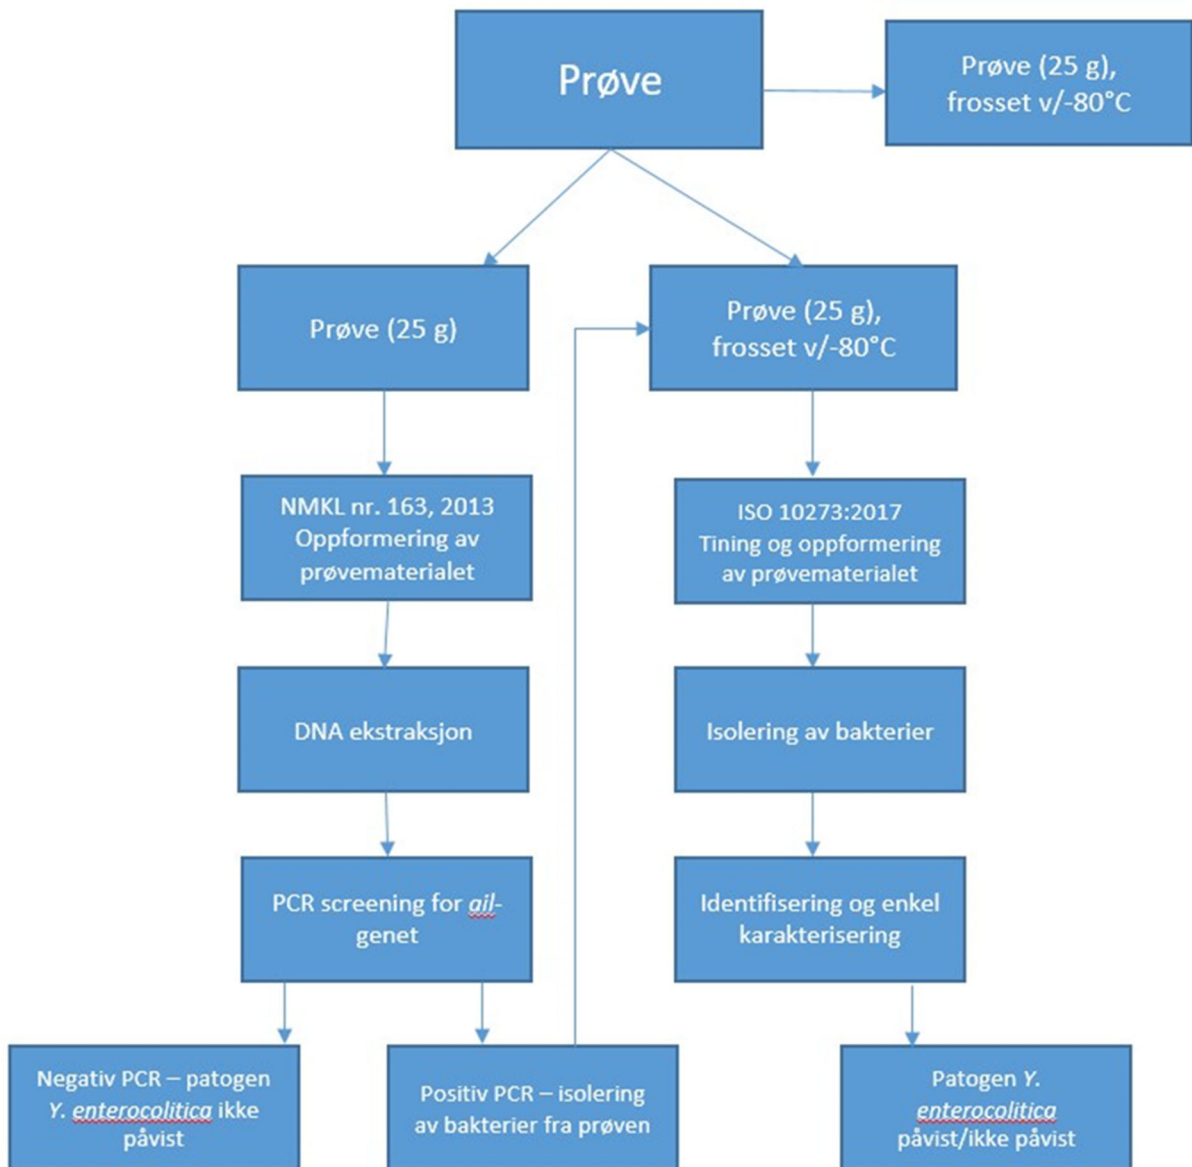 Prøve
Prøve (25 g),
frosset v/-80°C
Prøve (25 g)
Prøve (25 g),
frosset v/-80°C
NMKL nr. 163, 2013
Oppformering av
prøvematerialet
ISO 10273:2017
Tining og oppformering
av prøvematerialet
DNA ekstraksjon
Isolering av bakterier
PCR screening for ail-
genet
Identifisering og enkel
karakterisering
Negativ PCR – patogen
Y. enterocolitica ikke
påvist
Positiv PCR – isolering
av bakterier fra prøven
Patogen Y.
enterocolitica
påvist/ikke påvist